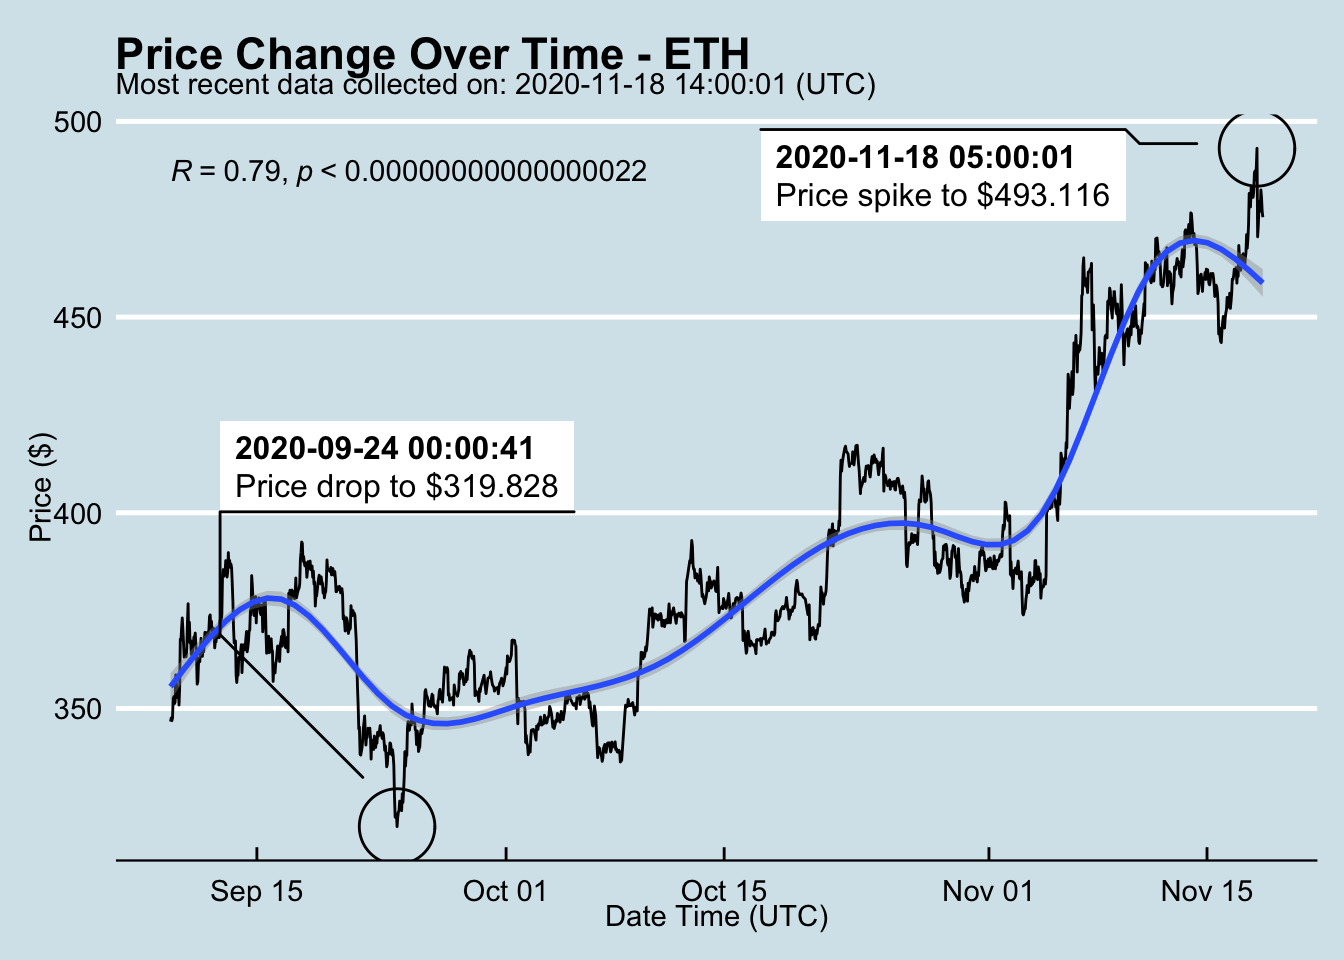 Price Change Over Time - ETH
Most recent data collected on: 2020-11-18 14:00:01 (UTC)
500
2020-11-18 05:00:01
Price spike to $493.116
R = 0.79, p < 0.00000000000000022
450
2020-09-24 00:00:41
Price drop to $319.828
Price ($)
400
350
Sep 15
Oct 01
Oct 15
Nov 01
Nov 15
Date Time (UTC)